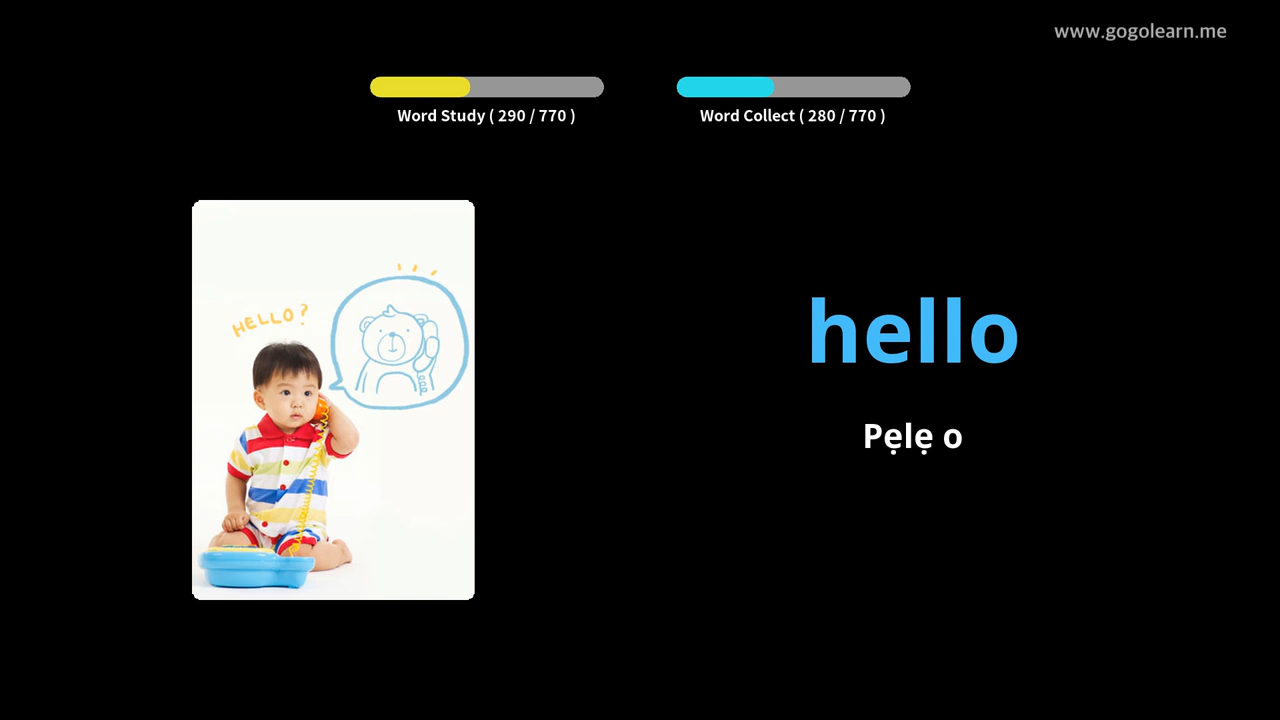 www.gogolearn.me
Word Study ( 290 / 770 )
Word Collect ( 280 / 770 )
HELLO?
hello
Pẹlẹ o